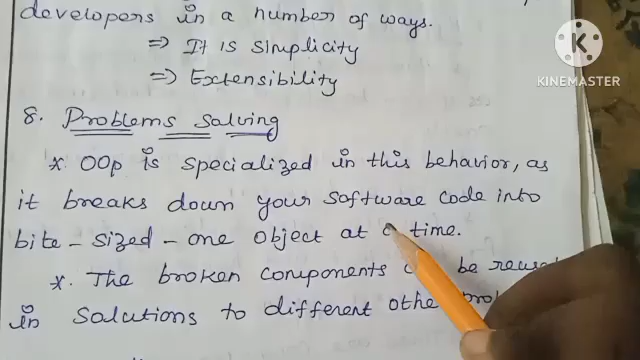 developers in a number of ways.
⇒ It is simplicity
⇒ Extensibility
8. Problems solving
* OOp is specialized in this behavior, as
it breaks down your software code into
bite - sized - one object at a time.
* The broken components be
in solutions to different othe
KINEMASTER